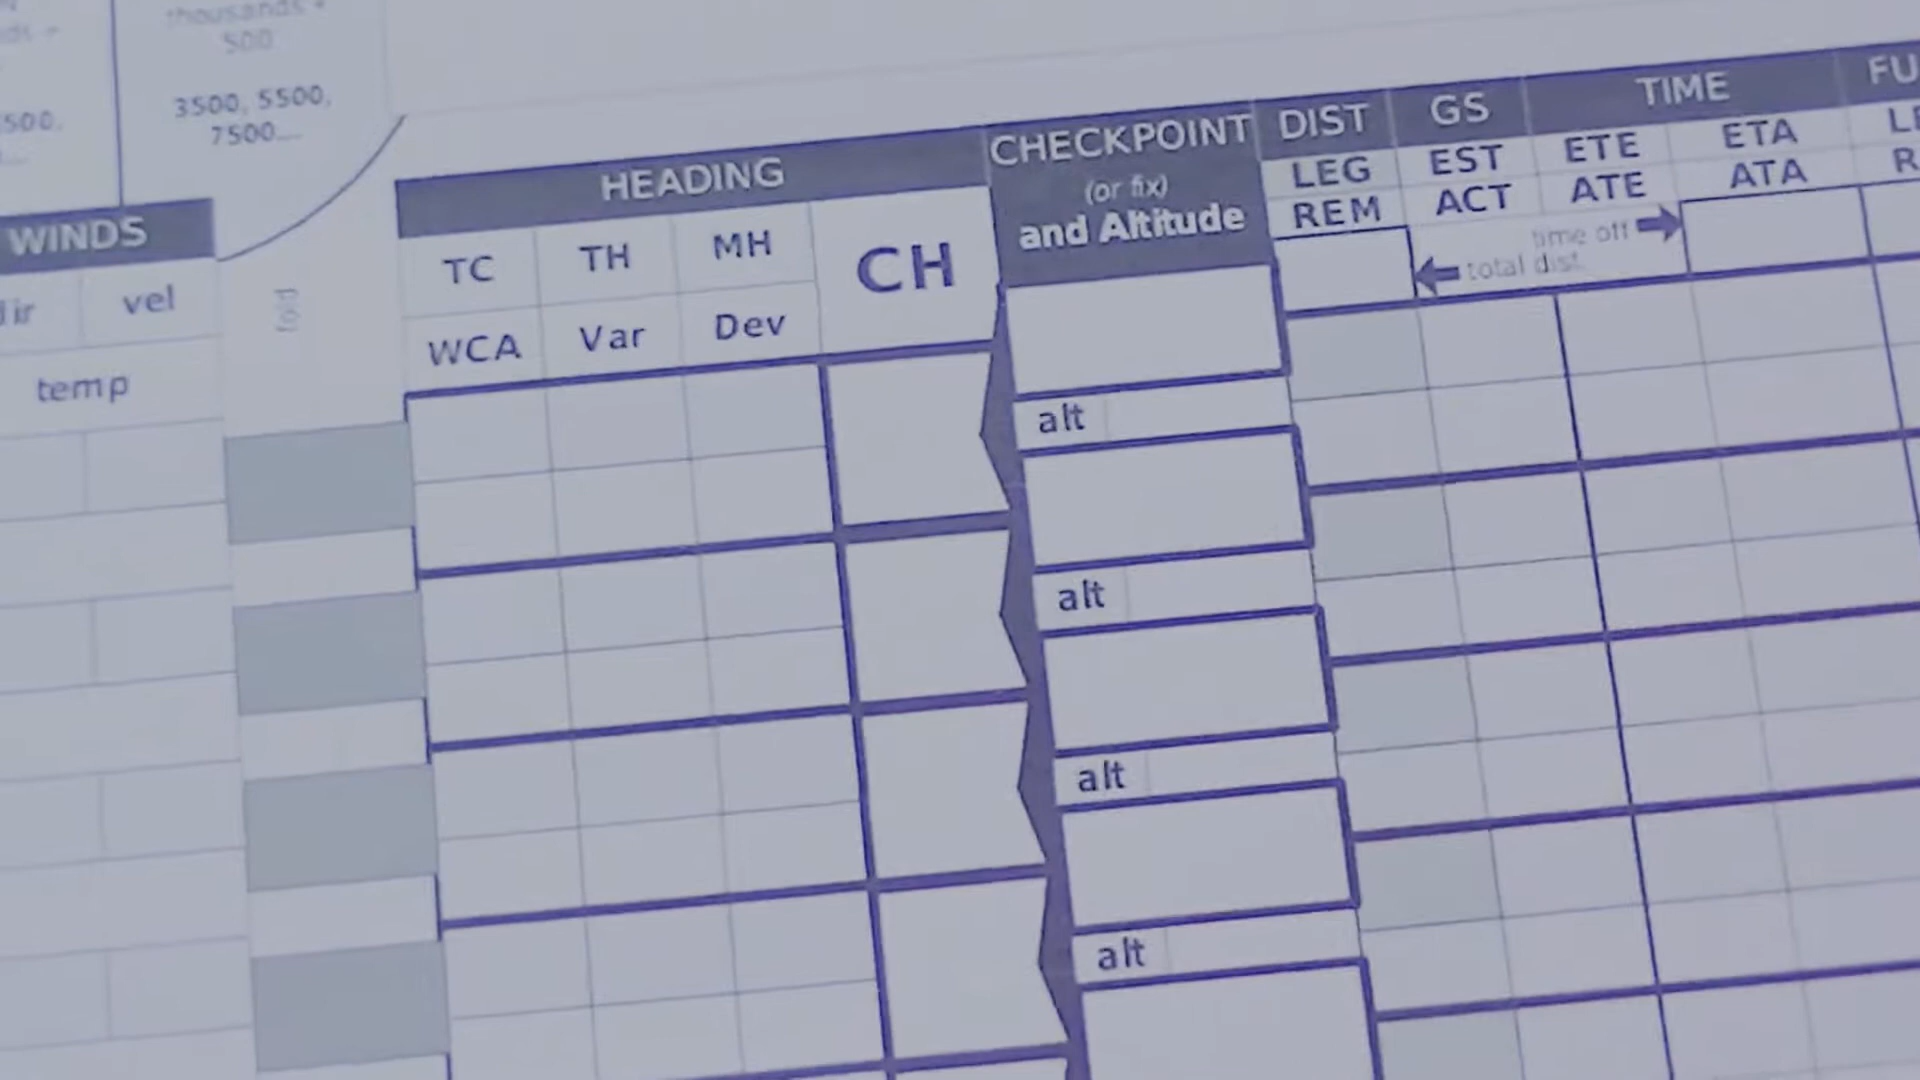 thousands +
500
3500, 5500,
7500....
500,
WINDS
dir vel
temp
HEADING
TC TH MH CH
WCA Var Dev
CHECKPOINT
(or fix)
and Altitude
DIST GS TIME FU
LEG EST ETE ETA LE
REM ACT ATE ATA R
time off
total dist
alt
alt
alt
alt